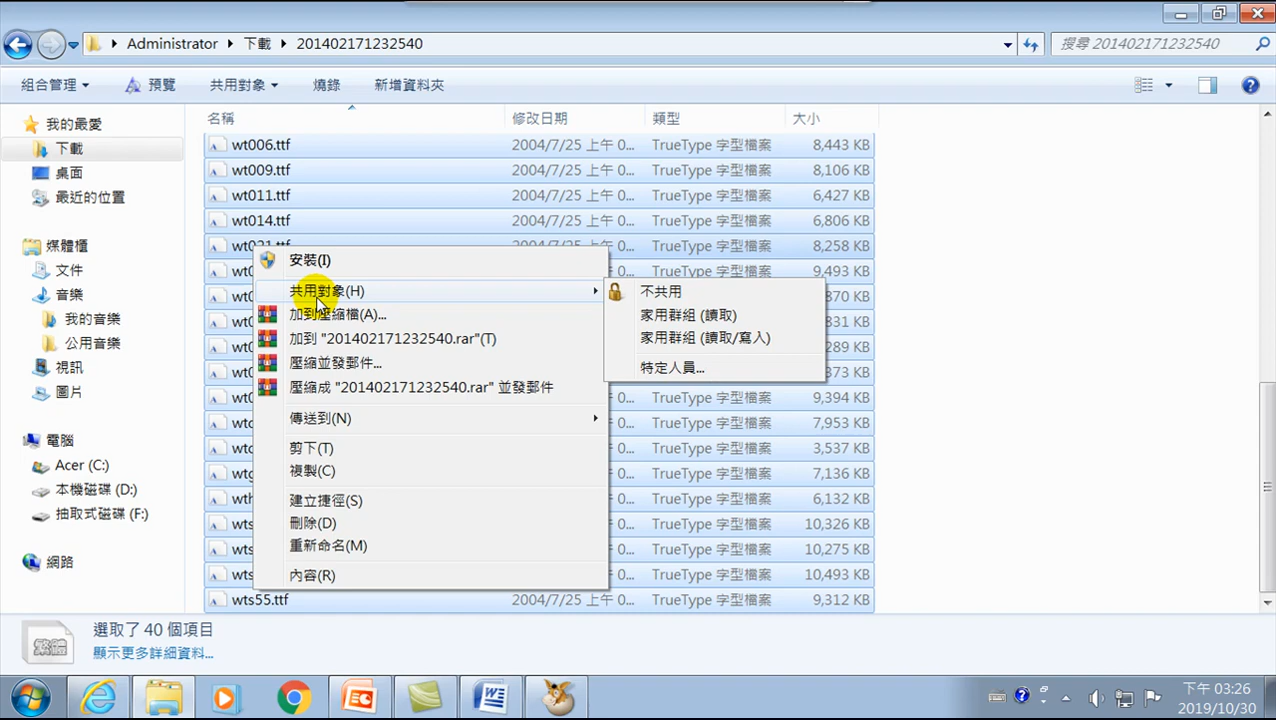 Administrator 下載 201402171232540
搜尋 201402171232540
組合管理 預覽 共用對象 燒錄 新增資料夾
我的最愛
下載
桌面
最近的位置
媒體櫃
文件
音樂
我的音樂
公用音樂
視訊
圖片
電腦
Acer (C:)
本機磁碟 (D:)
抽取式磁碟 (F:)
網路
名稱 修改日期 類型 大小
wt006.ttf 2004/7/25 上午 0... TrueType 字型檔案 8,443 KB
wt009.ttf 2004/7/25 上午 0... TrueType 字型檔案 8,106 KB
wt011.ttf 2004/7/25 上午 0... TrueType 字型檔案 6,427 KB
wt014.ttf 2004/7/25 上午 0... TrueType 字型檔案 6,806 KB
2004/7/25 上午 0... TrueType 字型檔案 8,258 KB
TrueType 字型檔案 9,493 KB
870 KB
831 KB
289 KB
373 KB
TrueType 字型檔案 9,394 KB
TrueType 字型檔案 7,953 KB
TrueType 字型檔案 3,537 KB
TrueType 字型檔案 7,136 KB
TrueType 字型檔案 6,132 KB
TrueType 字型檔案 10,326 KB
TrueType 字型檔案 10,275 KB
TrueType 字型檔案 10,493 KB
wts55.ttf 2004/7/25 上午 0... TrueType 字型檔案 9,312 KB
安裝(I)
共用對象(H)
加到壓縮檔(A)...
加到 "201402171232540.rar"(T)
壓縮並發郵件...
壓縮成 "201402171232540.rar" 並發郵件
傳送到(N)
剪下(T)
複製(C)
建立捷徑(S)
刪除(D)
重新命名(M)
內容(R)
不共用
家用群組 (讀取)
家用群組 (讀取/寫入)
特定人員...
繁體
選取了 40 個項目
顯示更多詳細資料...
下午 03:26
2019/10/30